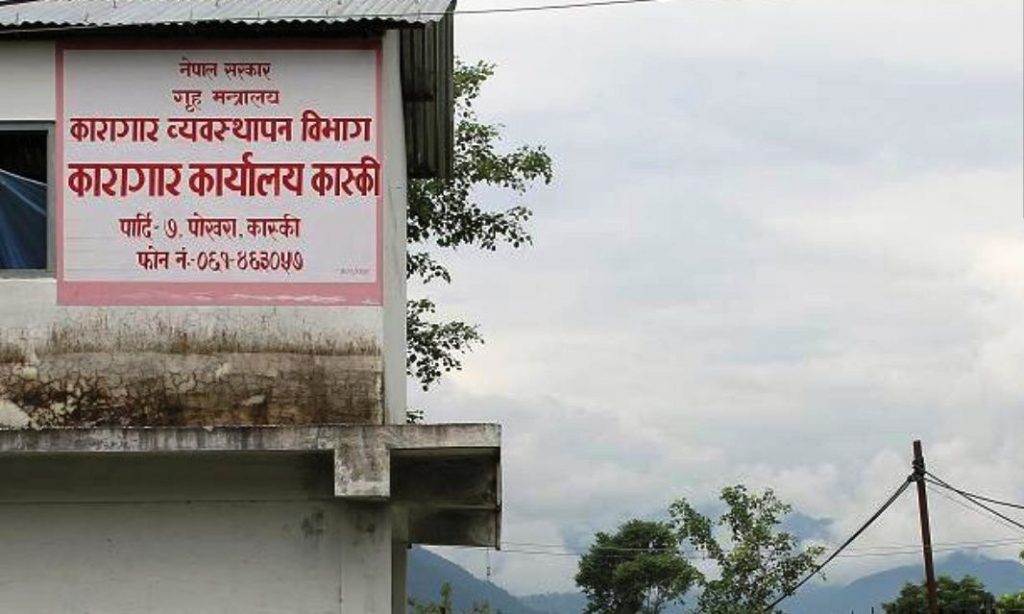 नेपाल सरकार
गृह मन्त्रालय
कारागार व्यवस्थापन विभाग
कारागार कार्यालय कास्की
पार्दि- ७, पोखरा, कास्की
फोन नं.-०६१-४६३०५७